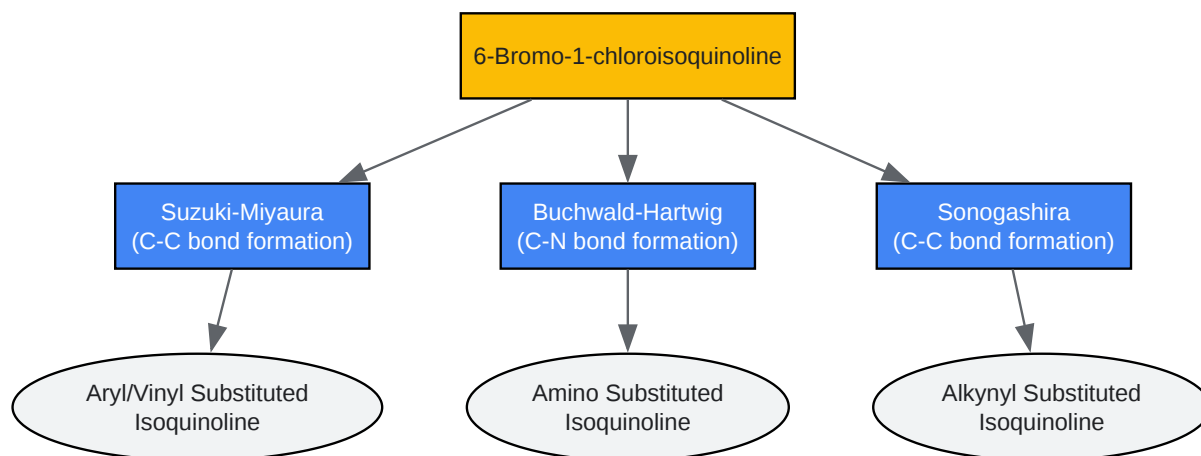 6-Bromo-1-chloroisoquinoline
Suzuki-Miyaura
(C-C bond formation)
Buchwald-Hartwig
(C-N bond formation)
Sonogashira
(C-C bond formation)
Aryl/Vinyl Substituted
Isoquinoline
Amino Substituted
Isoquinoline
Alkynyl Substituted
Isoquinoline